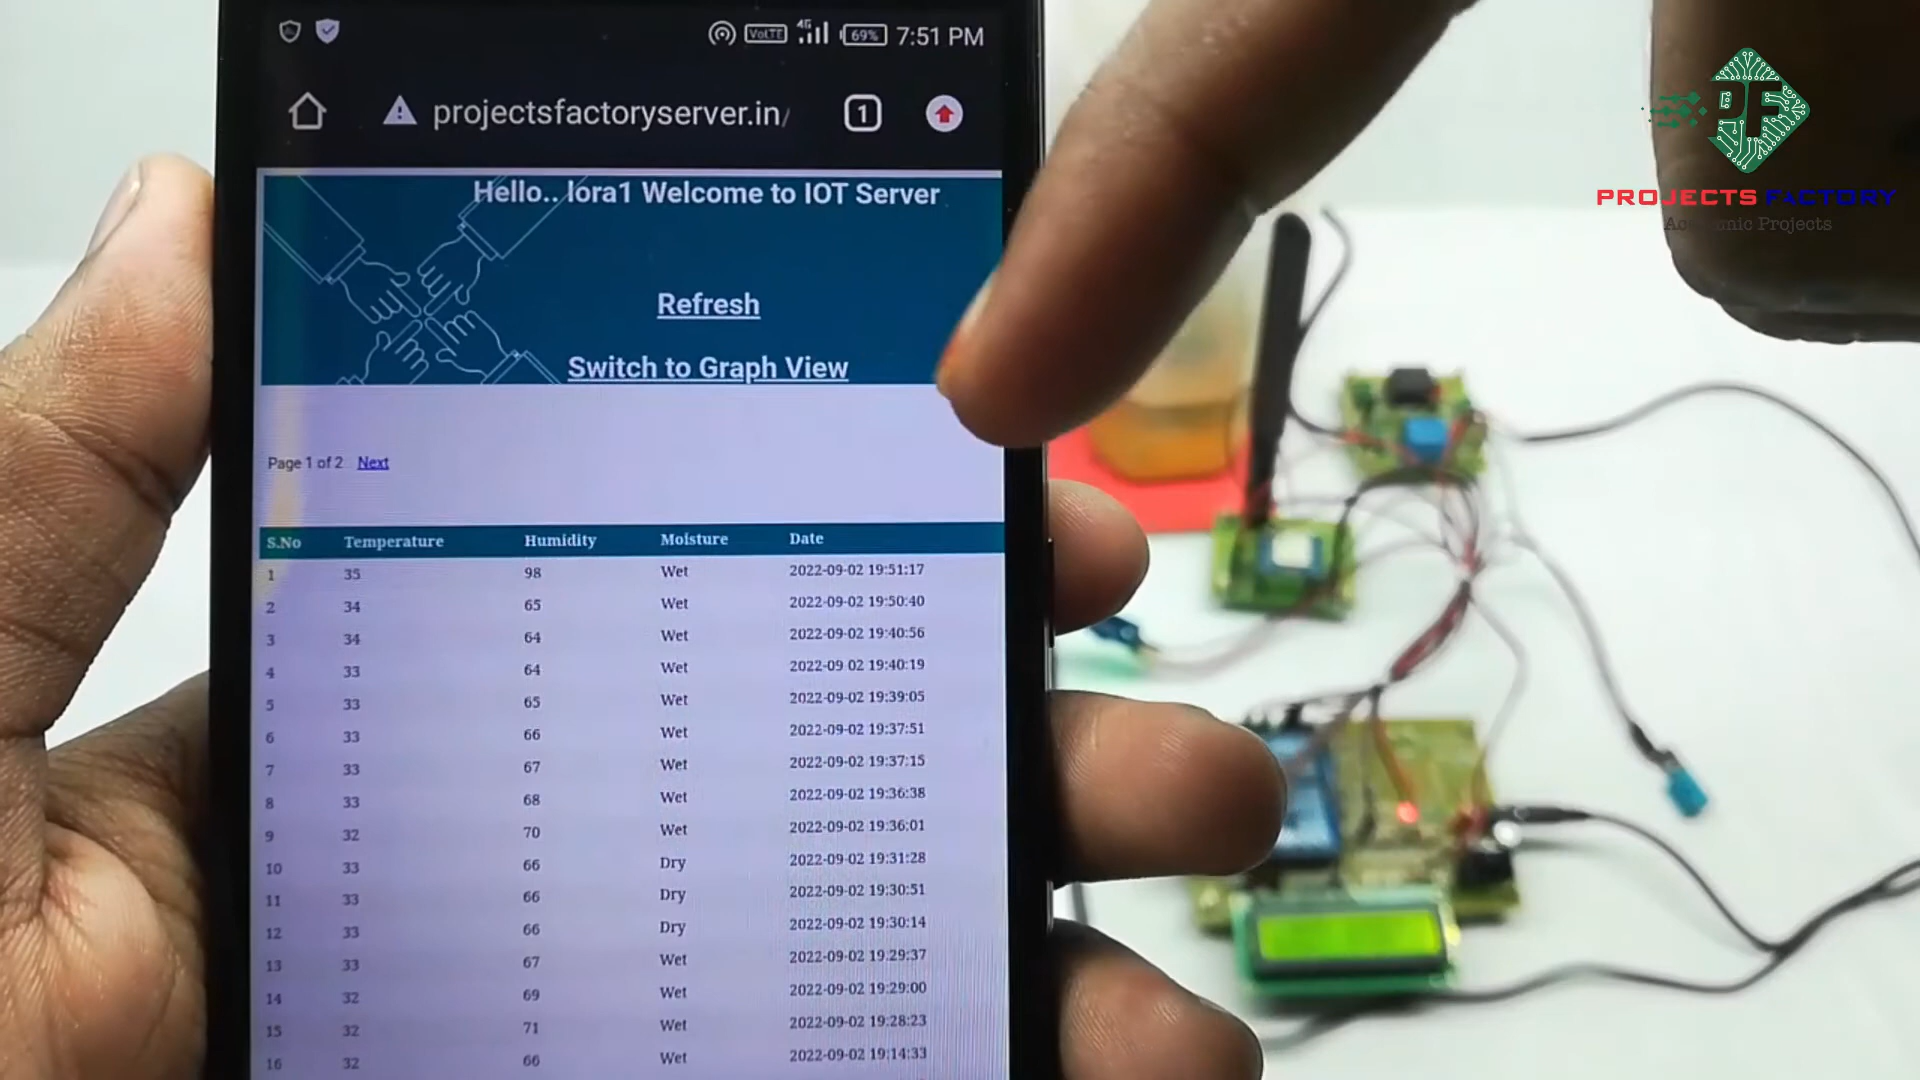 VoLTE 4G 69% 7:51 PM
projectsfactoryserver.in/ 1
PF
PROJECTS FACTORY
Academic Projects
Hello.. lora1 Welcome to IOT Server
Refresh
Switch to Graph View
Page 1 of 2 Next
S.No Temperature Humidity Moisture Date
1 35 98 Wet 2022-09-02 19:51:17
2 34 65 Wet 2022-09-02 19:50:40
3 34 64 Wet 2022-09-02 19:40:56
4 33 64 Wet 2022-09-02 19:40:19
5 33 65 Wet 2022-09-02 19:39:05
6 33 66 Wet 2022-09-02 19:37:51
7 33 67 Wet 2022-09-02 19:37:15
8 33 68 Wet 2022-09-02 19:36:38
9 32 70 Wet 2022-09-02 19:36:01
10 33 66 Dry 2022-09-02 19:31:28
11 33 66 Dry 2022-09-02 19:30:51
12 33 66 Dry 2022-09-02 19:30:14
13 33 67 Wet 2022-09-02 19:29:37
14 32 69 Wet 2022-09-02 19:29:00
15 32 71 Wet 2022-09-02 19:28:23
16 32 66 Wet 2022-09-02 19:14:33